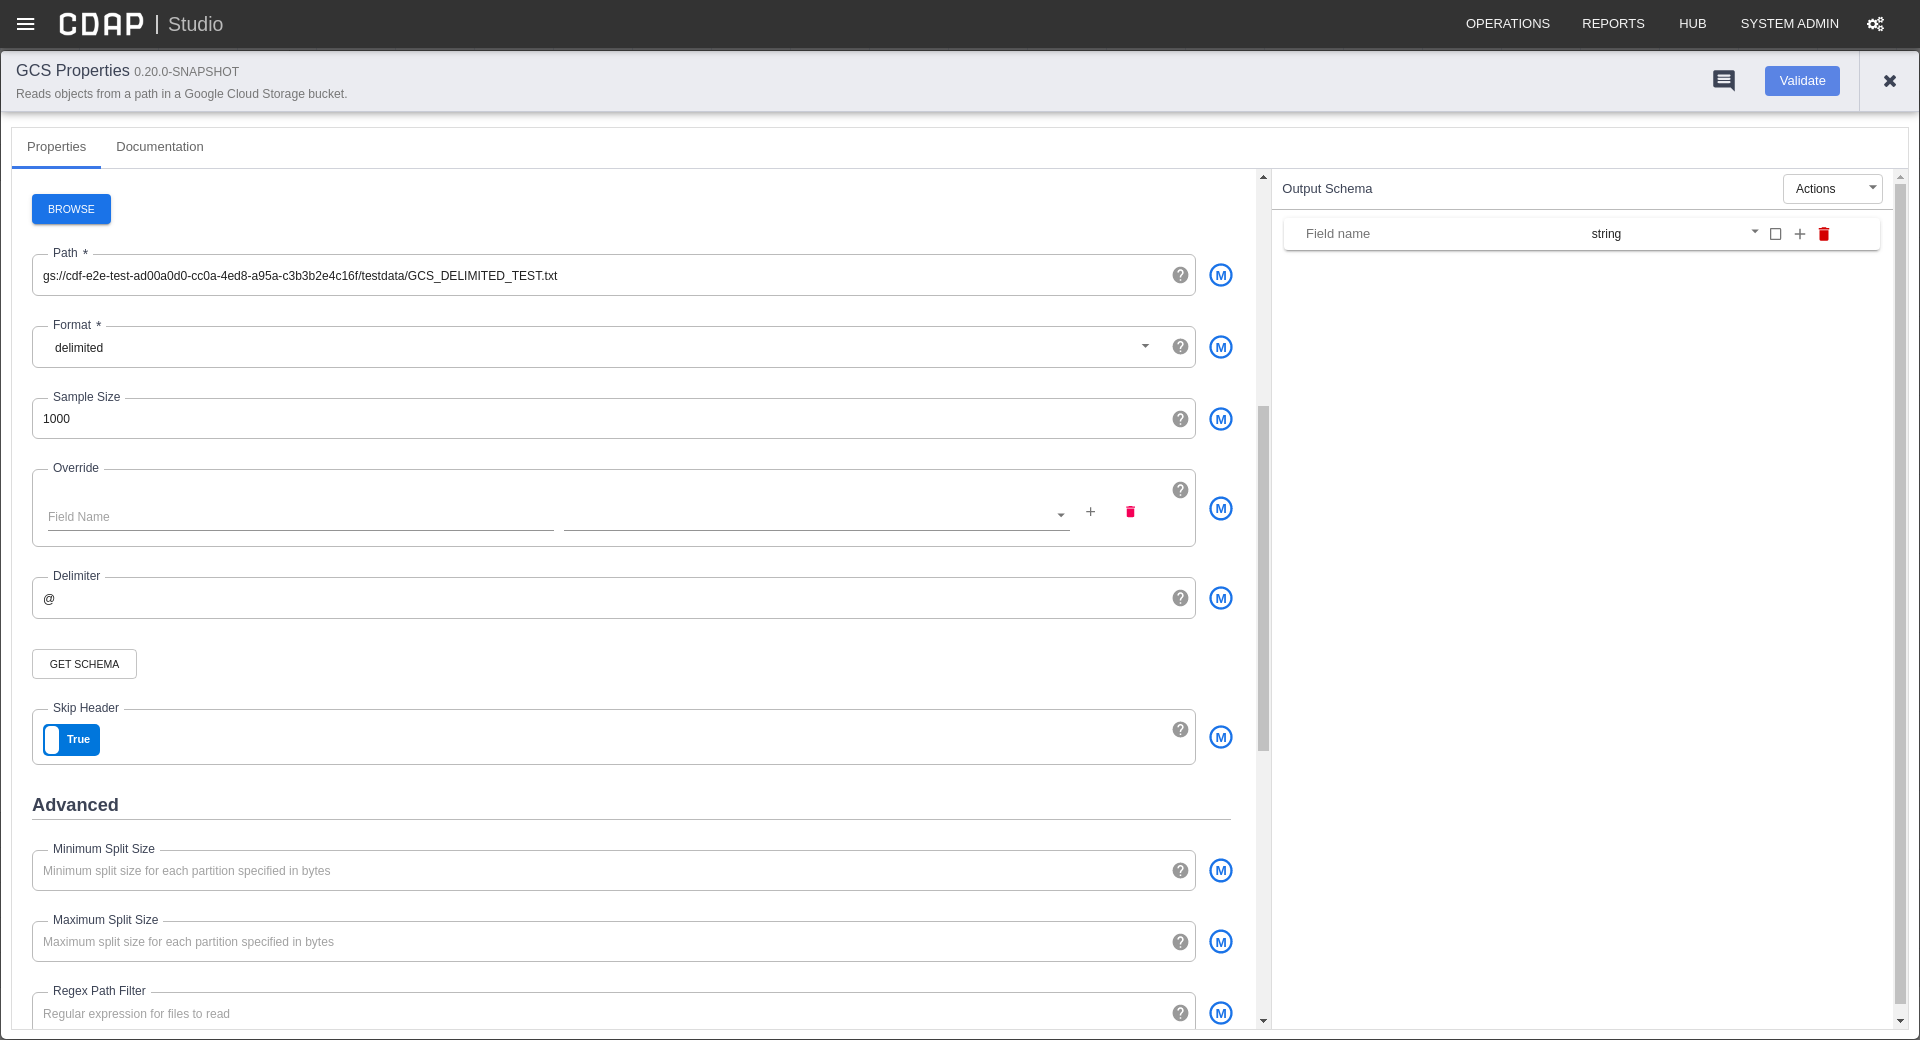 CDAP | Studio
OPERATIONS REPORTS HUB SYSTEM ADMIN
GCS Properties 0.20.0-SNAPSHOT
Reads objects from a path in a Google Cloud Storage bucket.
Validate
Properties Documentation
BROWSE
Output Schema
Actions
Field name string
Path *
gs://cdf-e2e-test-ad00a0d0-cc0a-4ed8-a95a-c3b3b2e4c16f/testdata/GCS_DELIMITED_TEST.txt
M
Format *
delimited
M
Sample Size
1000
M
Override
Field Name
M
Delimiter
@
M
GET SCHEMA
Skip Header
True
M
Advanced
Minimum Split Size
Minimum split size for each partition specified in bytes
M
Maximum Split Size
Maximum split size for each partition specified in bytes
M
Regex Path Filter
Regular expression for files to read
M